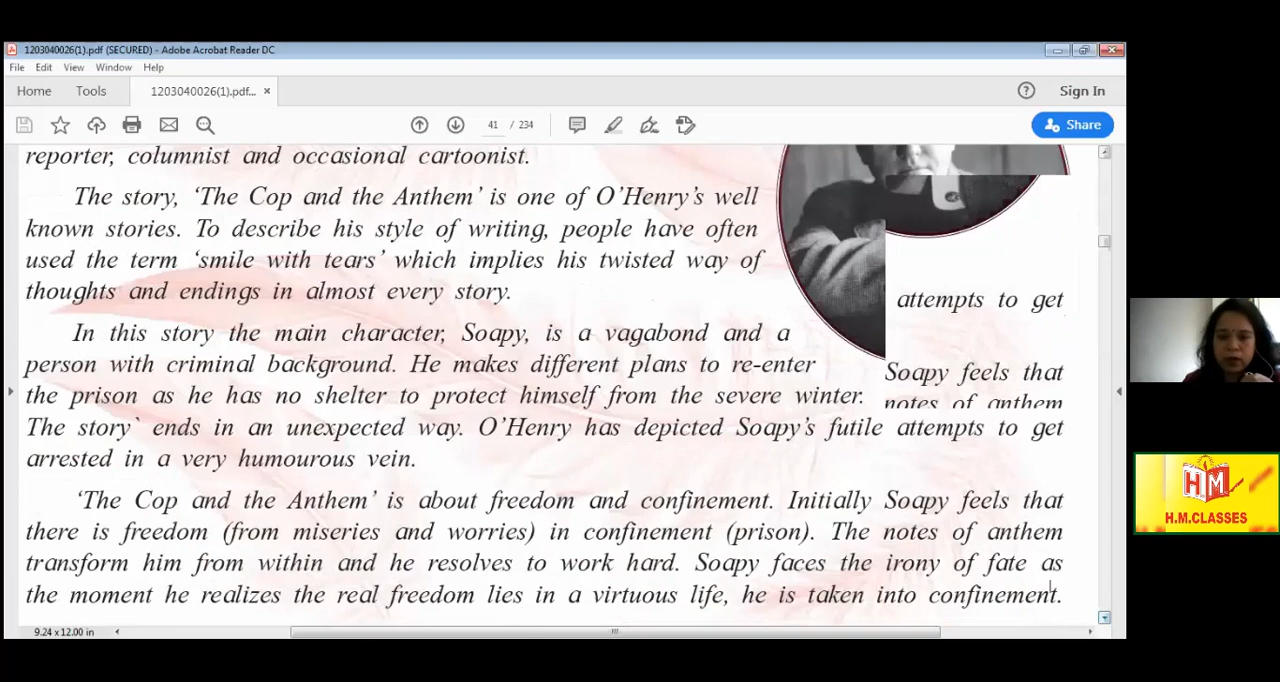 1203040026(1).pdf (SECURED) - Adobe Acrobat Reader DC
File Edit View Window Help
Home Tools 1203040026(1).pdf... × Sign In
41 / 234 Share
reporter, columnist and occasional cartoonist.
The story, ‘The Cop and the Anthem’ is one of O’Henry’s well
known stories. To describe his style of writing, people have often
used the term ‘smile with tears’ which implies his twisted way of
thoughts and endings in almost every story.
attempts to get
In this story the main character, Soapy, is a vagabond and a
person with criminal background. He makes different plans to re-enter
Soapy feels that
the prison as he has no shelter to protect himself from the severe winter.
notes of anthem
The story` ends in an unexpected way. O’Henry has depicted Soapy’s futile attempts to get
arrested in a very humourous vein.
‘The Cop and the Anthem’ is about freedom and confinement. Initially Soapy feels that
there is freedom (from miseries and worries) in confinement (prison). The notes of anthem
transform him from within and he resolves to work hard. Soapy faces the irony of fate as
the moment he realizes the real freedom lies in a virtuous life, he is taken into confinement.
9.24 x 12.00 in
HM
H.M.CLASSES